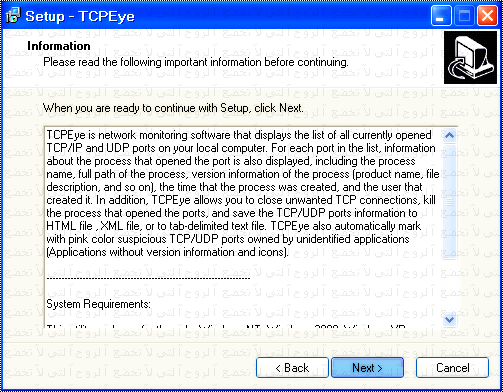 Setup - TCPEye
Information
Please read the following important information before continuing.
When you are ready to continue with Setup, click Next.
TCPEye is network monitoring software that displays the list of all currently opened
TCP/IP and UDP ports on your local computer. For each port in the list, information
about the process that opened the port is also displayed, including the process
name, full path of the process, version information of the process (product name, file
description, and so on), the time that the process was created, and the user that
created it. In addition, TCPEye allows you to close unwanted TCP connections, kill
the process that opened the ports, and save the TCP/UDP ports information to
HTML file , XML file, or to tab-delimited text file. TCPEye also automatically mark
with pink color suspicious TCP/UDP ports owned by unidentified applications
(Applications without version information and icons).
----------------------------------------------------
System Requirements:
< Back
Next >
Cancel